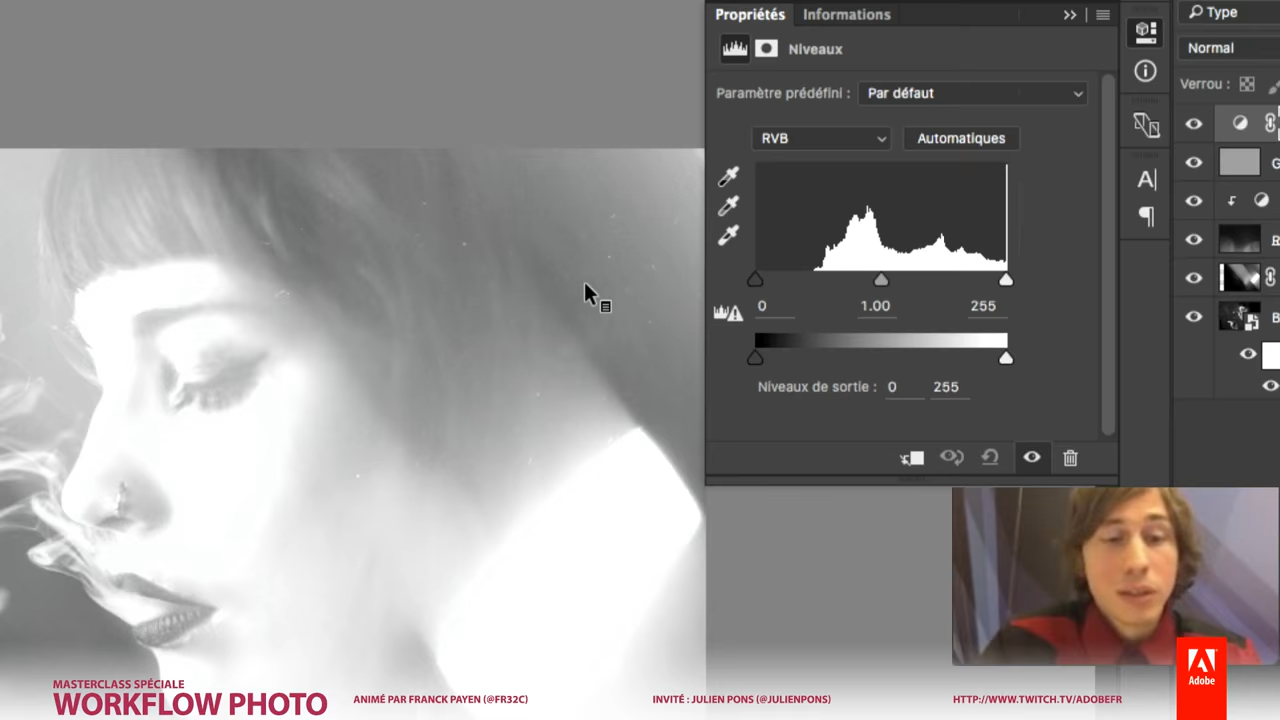 Propriétés Informations
Niveaux
Paramètre prédéfini : Par défaut
RVB Automatiques
0 1.00 255
Niveaux de sortie : 0 255
Type
Normal
Verrou :
G
R
B
MASTERCLASS SPÉCIALE
WORKFLOW PHOTO
ANIMÉ PAR FRANCK PAYEN (@FR32C)
INVITÉ : JULIEN PONS (@JULIENPONS)
HTTP://WWW.TWITCH.TV/ADOBEFR
Adobe